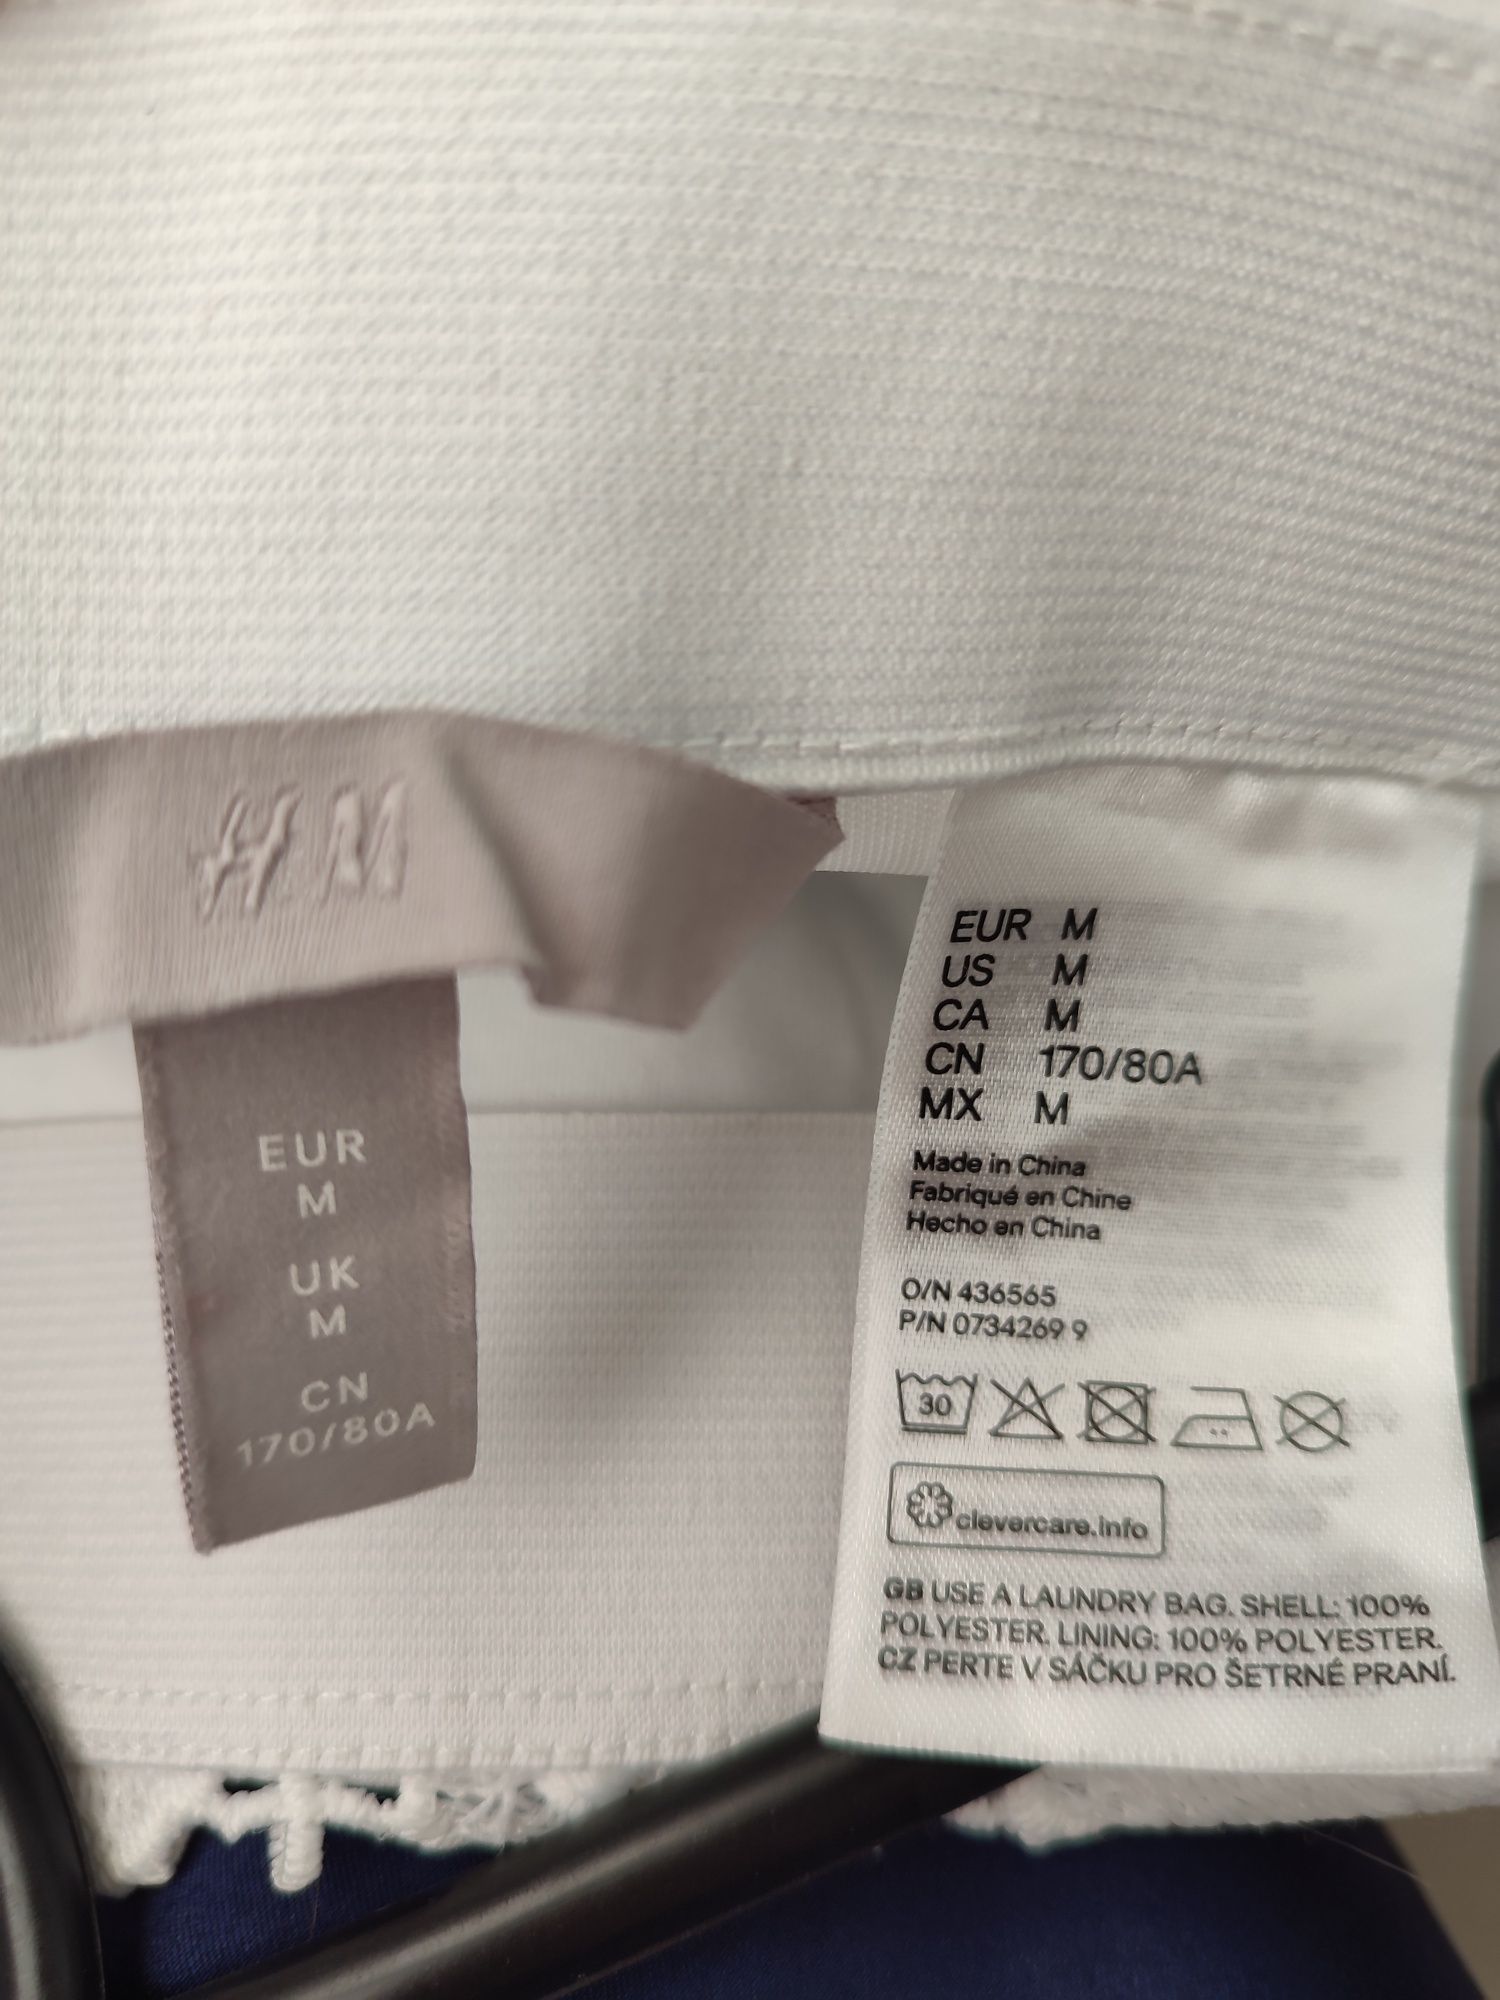 H M
EUR
M
UK
M
CN
170/80A
EUR M
US M
CA M
CN 170/80A
MX M
Made in China
Fabriqué en Chine
Hecho en China
O/N 436565
P/N 0734269 9
30
clevercare.info
GB USE A LAUNDRY BAG. SHELL: 100%
POLYESTER. LINING: 100% POLYESTER.
CZ PERTE V SÁČKU PRO ŠETRNÉ PRANÍ.